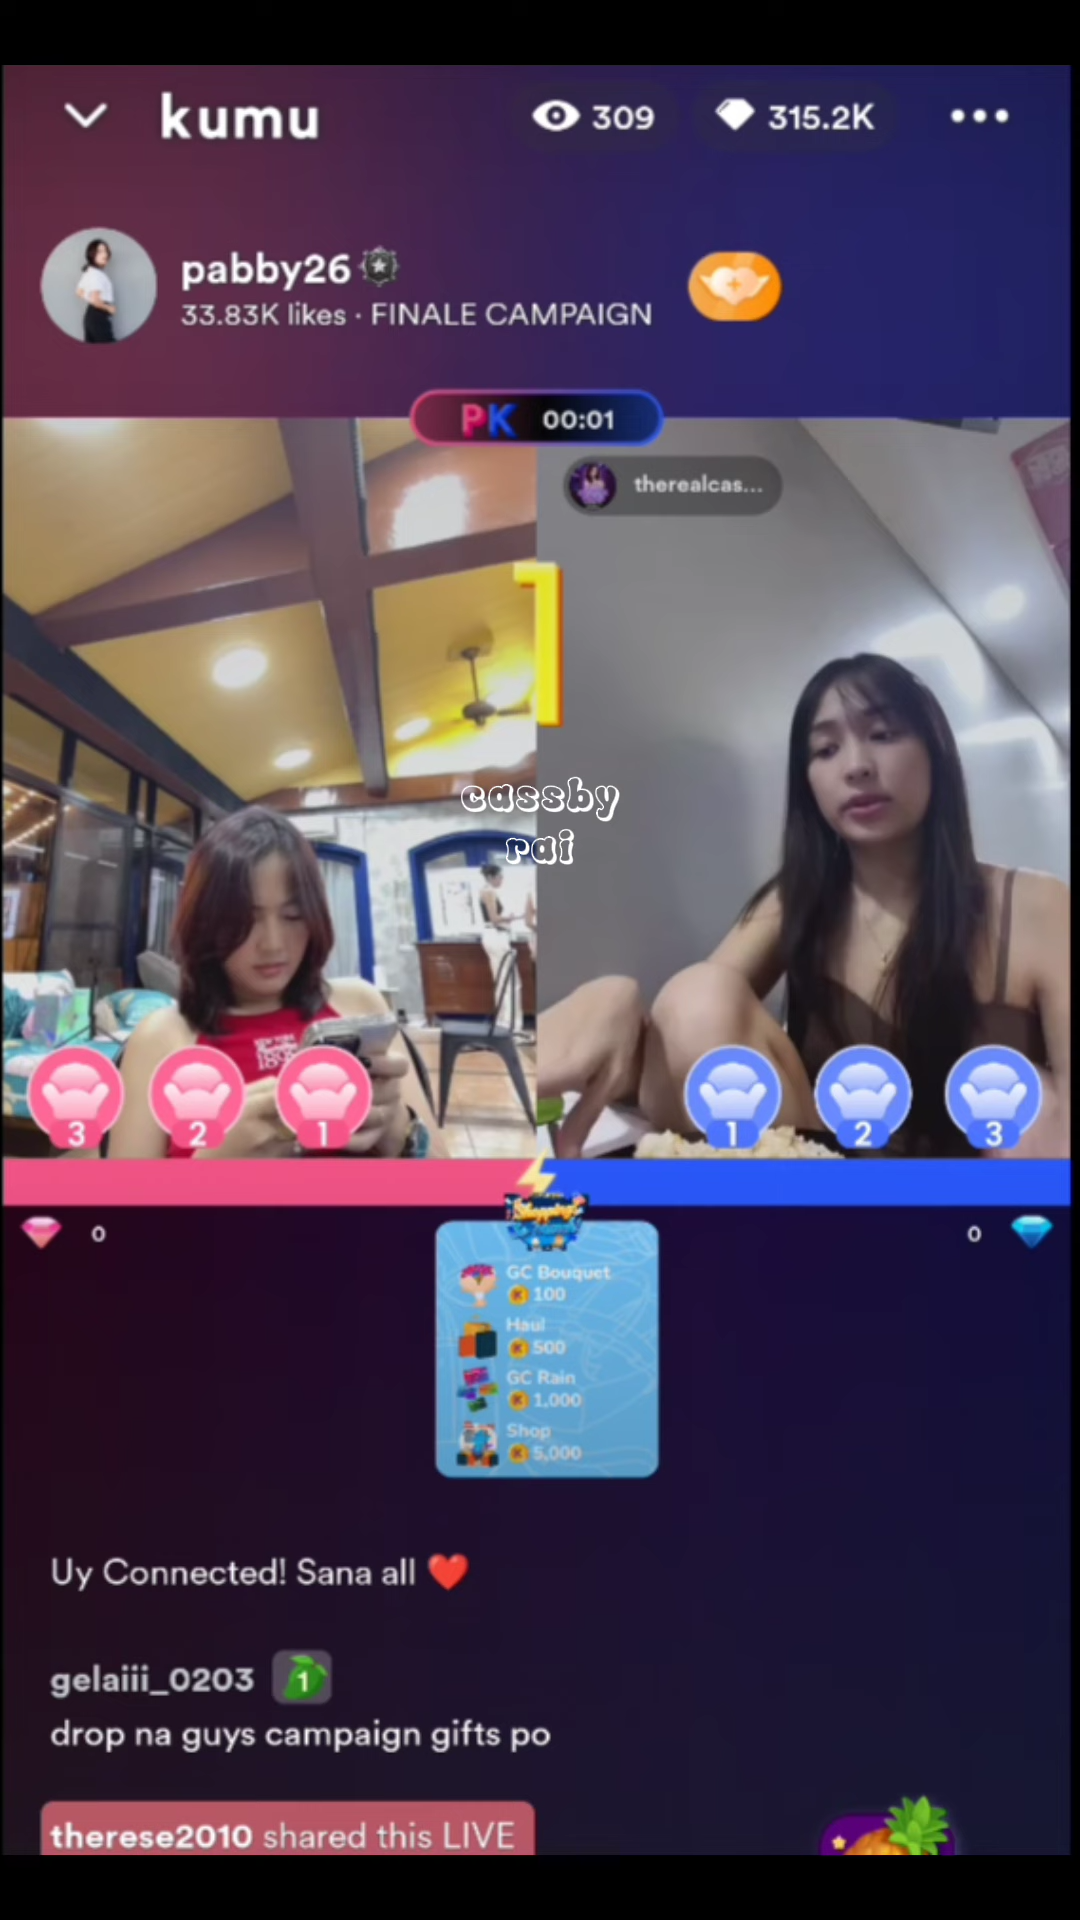 kumu
309
315.2K
pabby26
33.83K likes · FINALE CAMPAIGN
PK 00:01
therealcas...
1
cassby
rai
3
2
1
1
2
3
0
0
Shopping
GC Bouquet
100
Haul
500
GC Rain
1,000
Shop
5,000
Uy Connected! Sana all ❤️
gelaiii_0203 1
drop na guys campaign gifts po
therese2010 shared this LIVE